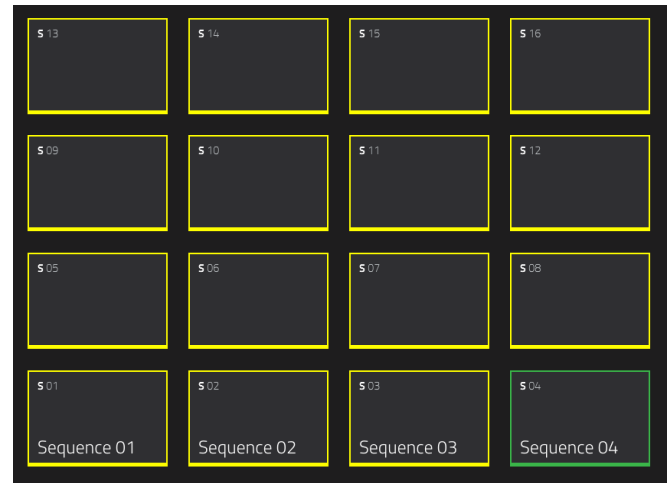 S 13
S 14
S 15
S 16
S 09
S 10
S 11
S 12
S 05
S 06
S 07
S 08
S 01
S 02
S 03
S 04
Sequence 01
Sequence 02
Sequence 03
Sequence 04